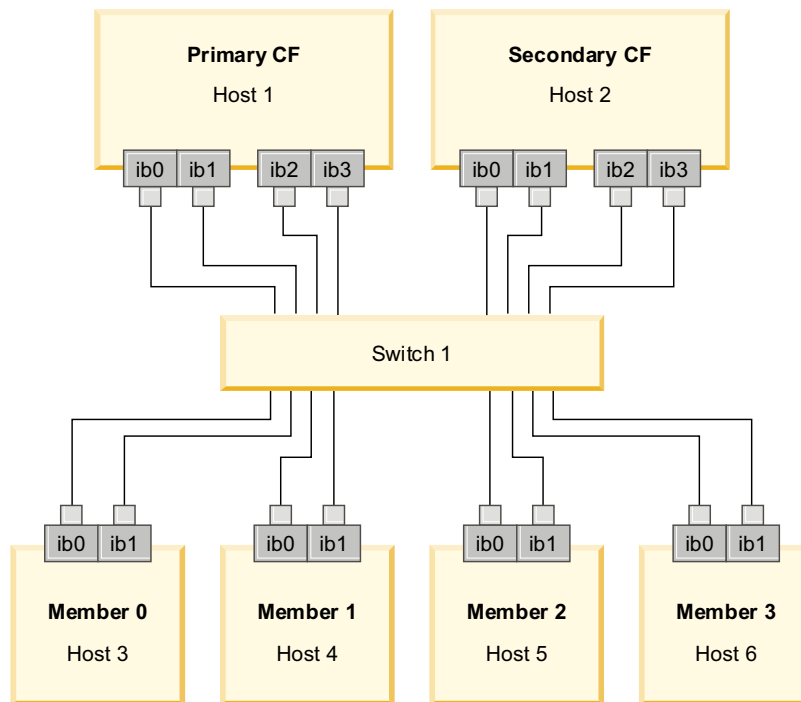 Primary CF
Host 1
ib0 ib1 ib2 ib3
Secondary CF
Host 2
ib0 ib1 ib2 ib3
Switch 1
ib0 ib1
Member 0
Host 3
ib0 ib1
Member 1
Host 4
ib0 ib1
Member 2
Host 5
ib0 ib1
Member 3
Host 6